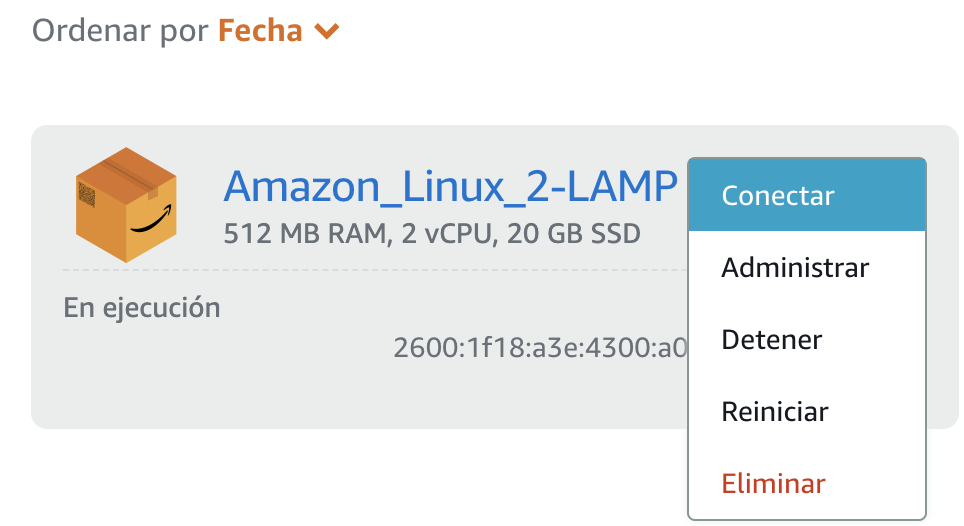 Ordenar por Fecha
Amazon_Linux_2-LAMP
512 MB RAM, 2 vCPU, 20 GB SSD
En ejecución
2600:1f18:a3e:4300:a0
Conectar
Administrar
Detener
Reiniciar
Eliminar